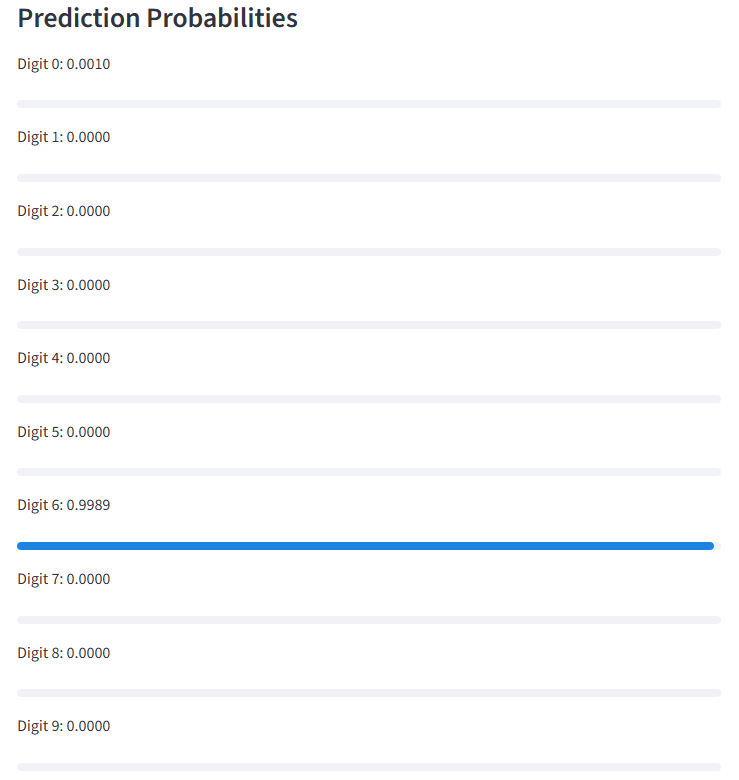 Prediction Probabilities
Digit 0: 0.0010
Digit 1: 0.0000
Digit 2: 0.0000
Digit 3: 0.0000
Digit 4: 0.0000
Digit 5: 0.0000
Digit 6: 0.9989
Digit 7: 0.0000
Digit 8: 0.0000
Digit 9: 0.0000